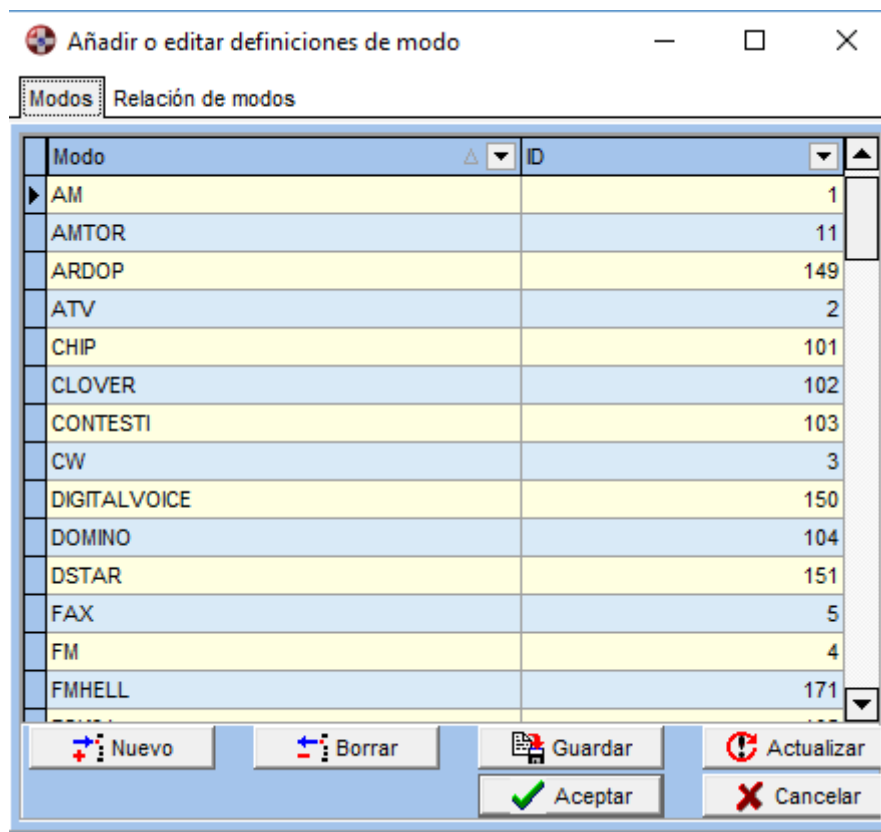 Añadir o editar definiciones de modo
Modos Relación de modos
Modo ID
AM 1
AMTOR 11
ARDOP 149
ATV 2
CHIP 101
CLOVER 102
CONTESTI 103
CW 3
DIGITALVOICE 150
DOMINO 104
DSTAR 151
FAX 5
FM 4
FMHELL 171
Nuevo Borrar Guardar Actualizar
Aceptar Cancelar